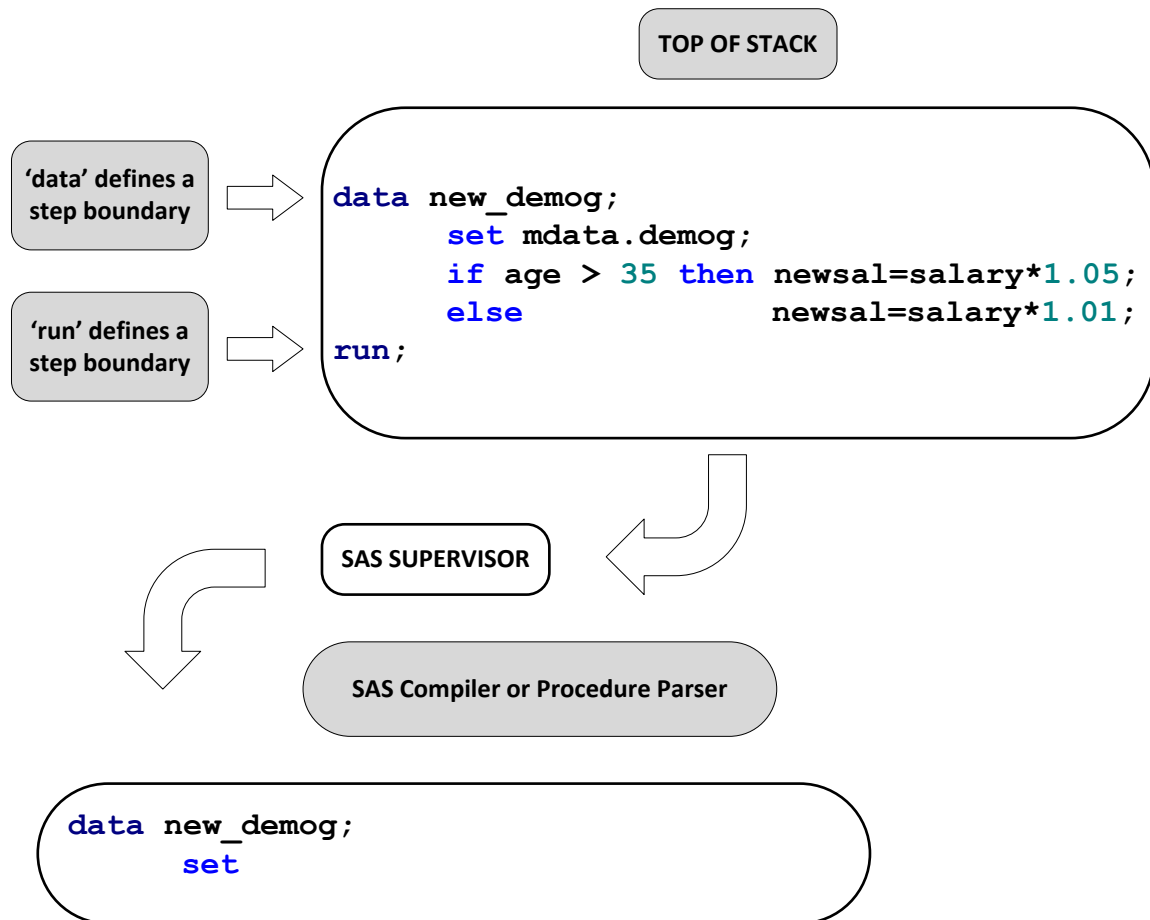 TOP OF STACK
‘data’ defines a
step boundary
data new_demog;
set mdata.demog;
if age > 35 then newsal=salary*1.05;
else newsal=salary*1.01;
‘run’ defines a
step boundary
run;
SAS SUPERVISOR
SAS Compiler or Procedure Parser
data new_demog;
set